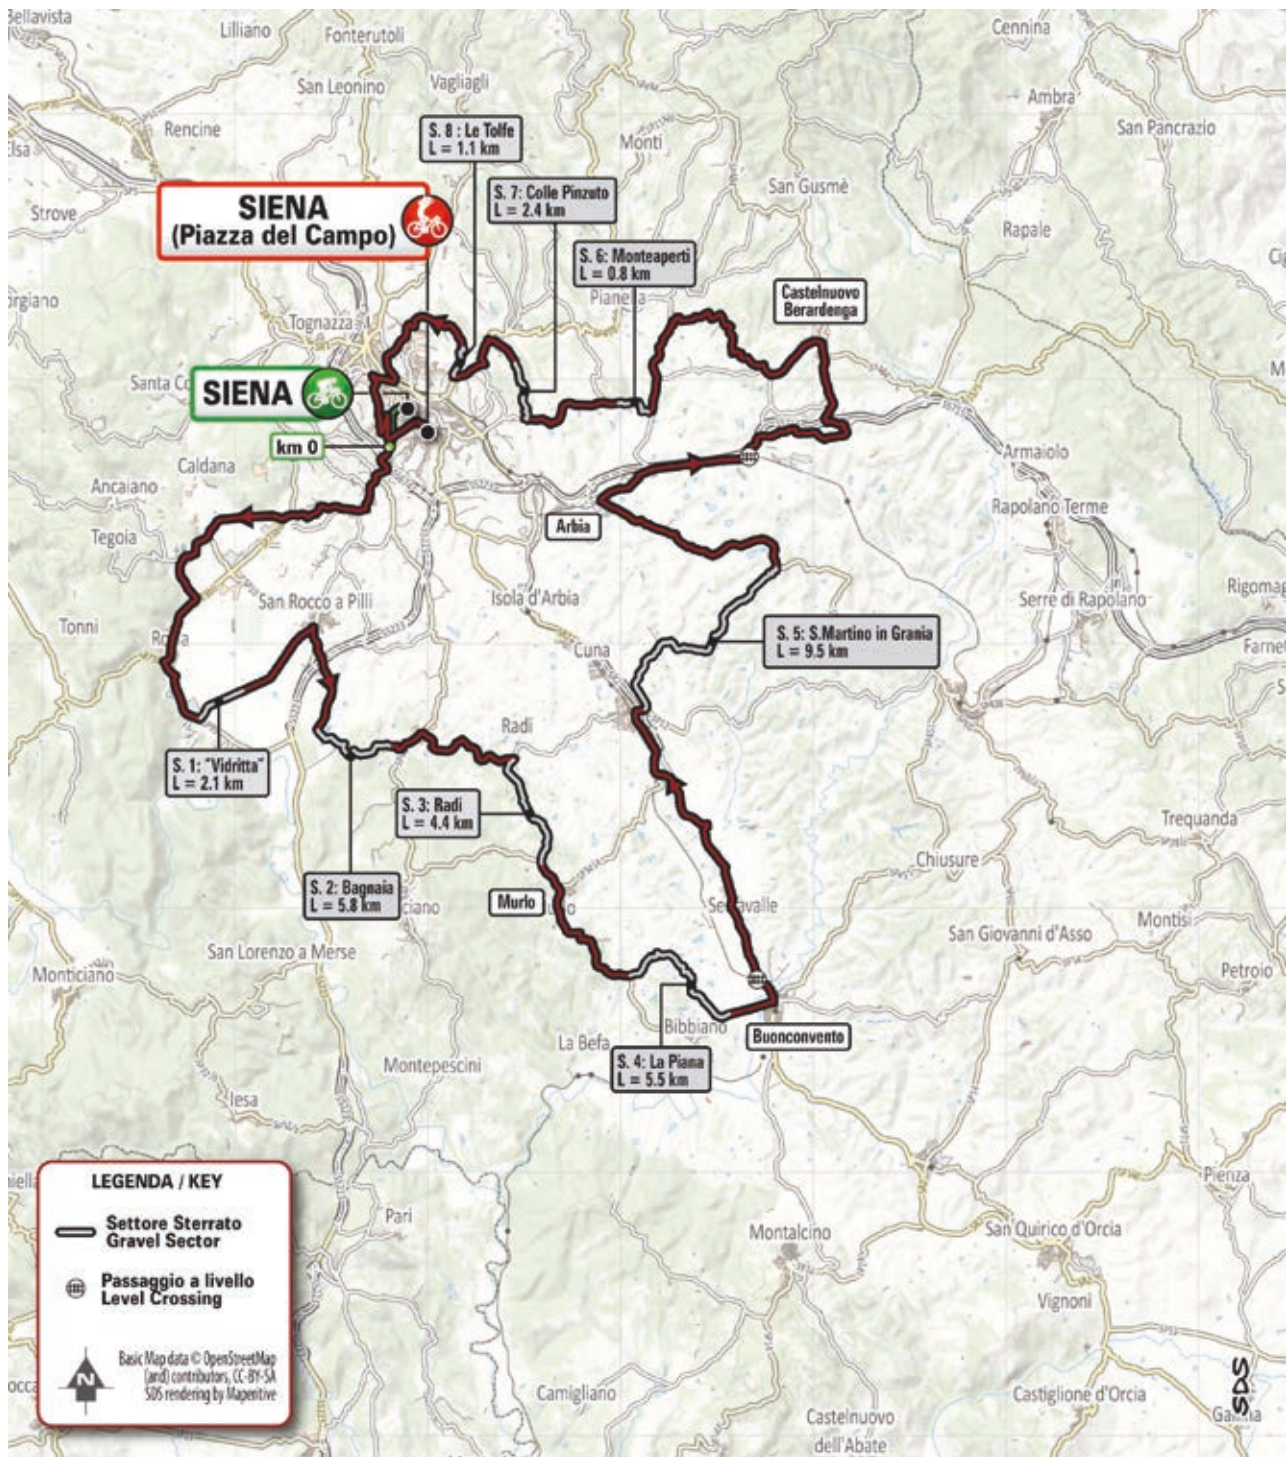 Bellavista
Lilliano
Fonterutoli
Cennina
San Leonino
Vagliagli
Ambra
Rencine
Monti
San Pancrazio
S. 8 : Le Tolfe
L = 1.1 km
S. 7: Colle Pinzuto
L = 2.4 km
San Gusmè
Strove
SIENA
(Piazza del Campo)
Rapale
S. 6: Monteaperti
L = 0.8 km
Castelnuovo
Berardenga
Tognazza
SIENA
km 0
Caldana
Ancaiano
Tegoia
Armaiolo
Rapolano Terme
Arbia
San Rocco a Pilli
Isola d'Arbia
Serre di Rapolano
Tonni
Cuna
S. 5: S.Martino in Grania
L = 9.5 km
Radi
S. 1: "Vidritta"
L = 2.1 km
S. 3: Radi
L = 4.4 km
Trequanda
Chiusure
S. 2: Bagnaia
L = 5.8 km
Murlo
Montisi
San Giovanni d'Asso
San Lorenzo a Merse
Monticiano
Petroio
Bibbiano
La Befa
Buonconvento
Montepescini
S. 4: La Piana
L = 5.5 km
Iesa
Pienza
Pari
Montalcino
San Quirico d'Orcia
Vignoni
Camigliano
Castiglione d'Orcia
Castelnuovo
dell'Abate
LEGENDA / KEY
Settore Sterrato
Gravel Sector
Passaggio a livello
Level Crossing
N
Basic Map data © OpenStreetMap
(and) contributors, CC-BY-SA
SDS rendering by Maperitive
SDS